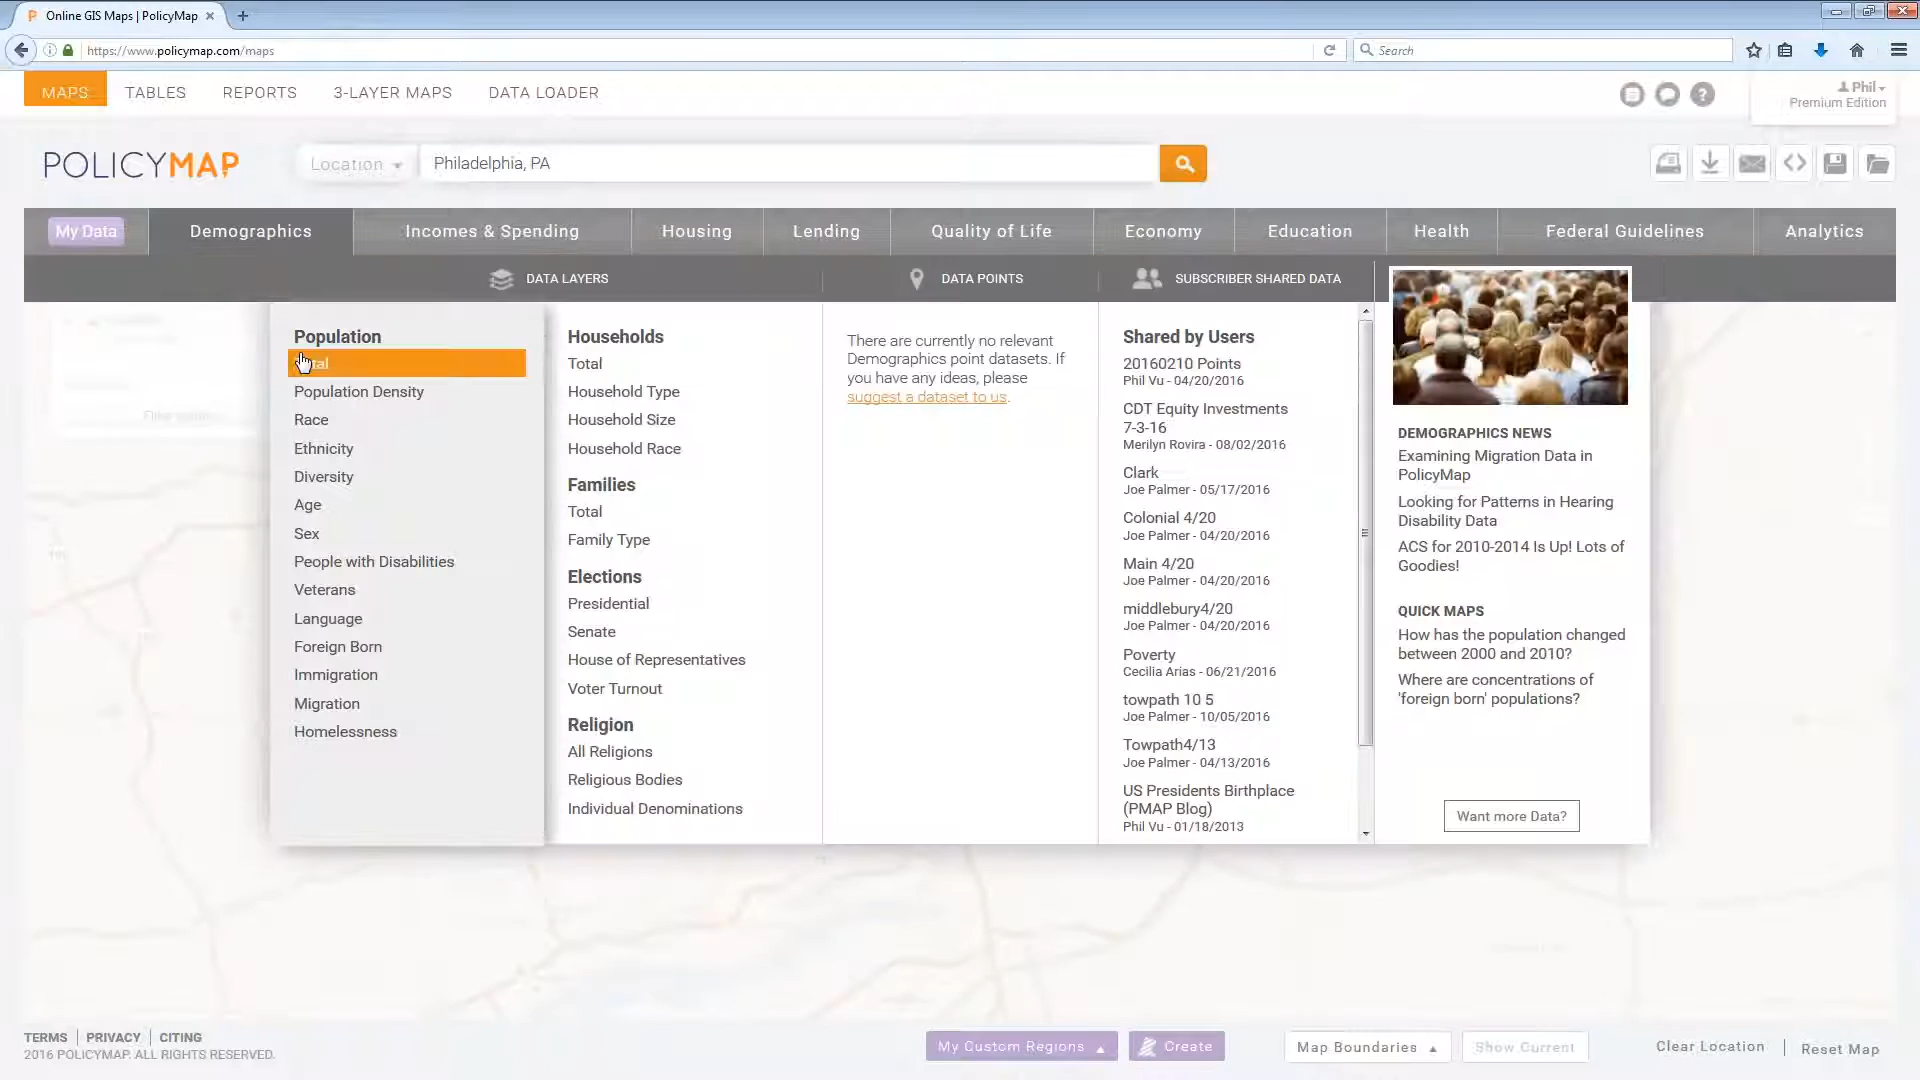 Online GIS Maps | PolicyMap
https://www.policymap.com/maps
Search
MAPS
TABLES
REPORTS
3-LAYER MAPS
DATA LOADER
Phil
Premium Edition
POLICYMAP
Location
Philadelphia, PA
My Data
Demographics
Incomes & Spending
Housing
Lending
Quality of Life
Economy
Education
Health
Federal Guidelines
Analytics
DATA LAYERS
DATA POINTS
SUBSCRIBER SHARED DATA
Population
Population Density
Race
Ethnicity
Diversity
Age
Sex
People with Disabilities
Veterans
Language
Foreign Born
Immigration
Migration
Homelessness
Households
Total
Household Type
Household Size
Household Race
Families
Total
Family Type
Elections
Presidential
Senate
House of Representatives
Voter Turnout
Religion
All Religions
Religious Bodies
Individual Denominations
There are currently no relevant
Demographics point datasets. If
you have any ideas, please
suggest a dataset to us.
Shared by Users
20160210 Points
Phil Vu - 04/20/2016
CDT Equity Investments
7-3-16
Merilyn Rovira - 08/02/2016
Clark
Joe Palmer - 05/17/2016
Colonial 4/20
Joe Palmer - 04/20/2016
Main 4/20
Joe Palmer - 04/20/2016
middlebury4/20
Joe Palmer - 04/20/2016
Poverty
Cecilia Arias - 06/21/2016
towpath 10 5
Joe Palmer - 10/05/2016
Towpath4/13
Joe Palmer - 04/13/2016
US Presidents Birthplace
(PMAP Blog)
Phil Vu - 01/18/2013
DEMOGRAPHICS NEWS
Examining Migration Data in
PolicyMap
Looking for Patterns in Hearing
Disability Data
ACS for 2010-2014 Is Up! Lots of
Goodies!
QUICK MAPS
How has the population changed
between 2000 and 2010?
Where are concentrations of
'foreign born' populations?
Want more Data?
TERMS | PRIVACY | CITING
2016 POLICYMAP. ALL RIGHTS RESERVED.
My Custom Regions
Create
Map Boundaries
Show Current
Clear Location
Reset Map